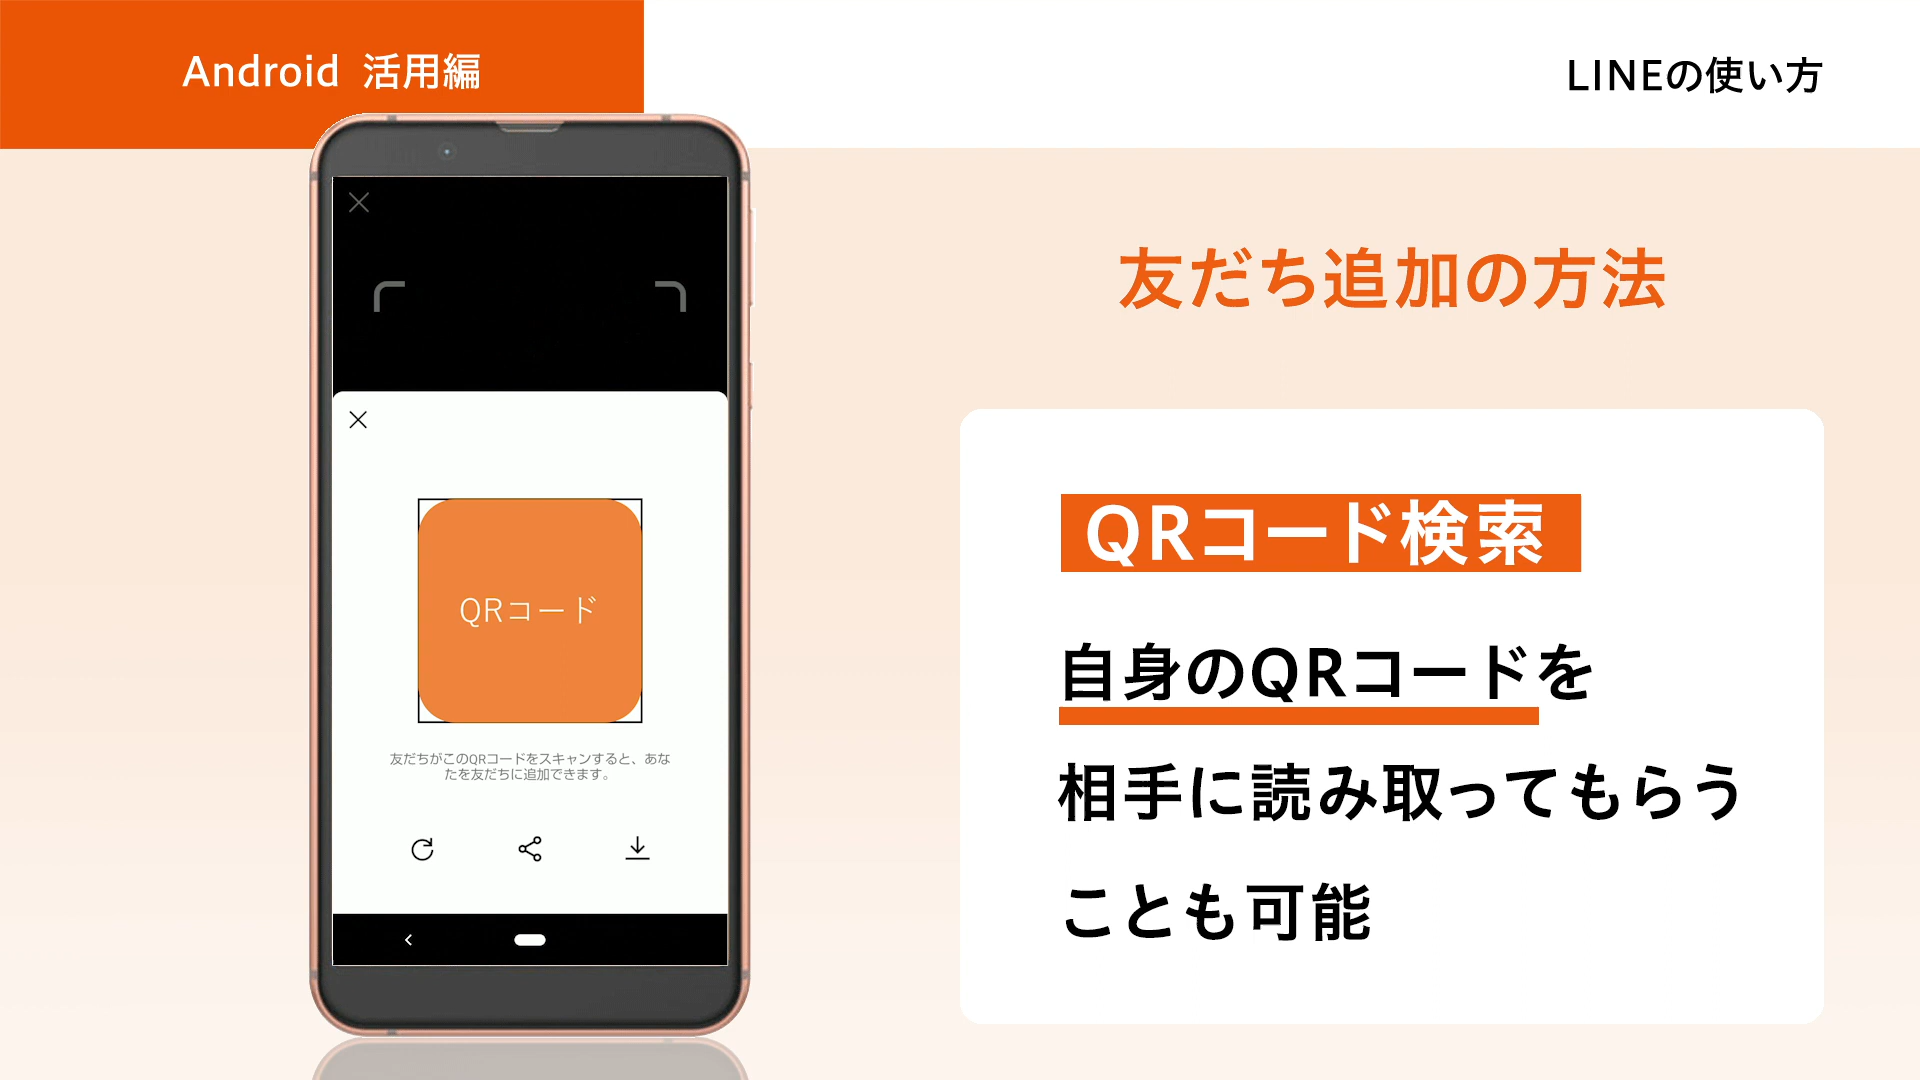 Android 活用編
LINEの使い方
友だち追加の方法
QRコード検索
自身のQRコードを
相手に読み取ってもらう
ことも可能
QRコード
友だちがこのQRコードをスキャンすると、あな
たを友だちに追加できます。